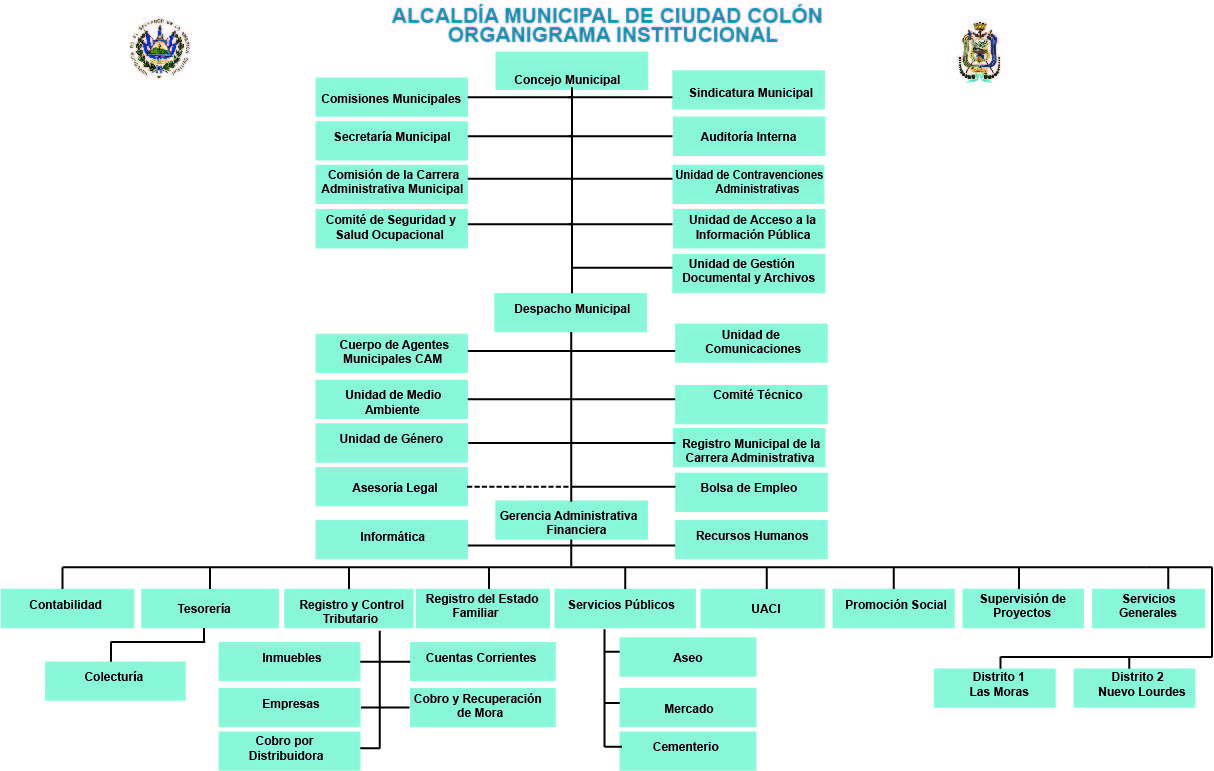 ALCALDÍA MUNICIPAL DE CIUDAD COLÓN
ORGANIGRAMA INSTITUCIONAL
Concejo Municipal
Comisiones Municipales
Sindicatura Municipal
Secretaría Municipal
Auditoría Interna
Comisión de la Carrera
Administrativa Municipal
Unidad de Contravenciones
Administrativas
Comité de Seguridad y
Salud Ocupacional
Unidad de Acceso a la
Información Pública
Unidad de Gestión
Documental y Archivos
Despacho Municipal
Cuerpo de Agentes
Municipales CAM
Unidad de
Comunicaciones
Unidad de Medio
Ambiente
Comité Técnico
Unidad de Género
Registro Municipal de la
Carrera Administrativa
Asesoría Legal
Bolsa de Empleo
Gerencia Administrativa
Financiera
Informática
Recursos Humanos
Contabilidad
Tesorería
Registro y Control
Tributario
Registro del Estado
Familiar
Servicios Públicos
UACI
Promoción Social
Supervisión de
Proyectos
Servicios
Generales
Colecturía
Inmuebles
Cuentas Corrientes
Empresas
Cobro y Recuperación
de Mora
Cobro por
Distribuidora
Aseo
Mercado
Cementerio
Distrito 1
Las Moras
Distrito 2
Nuevo Lourdes